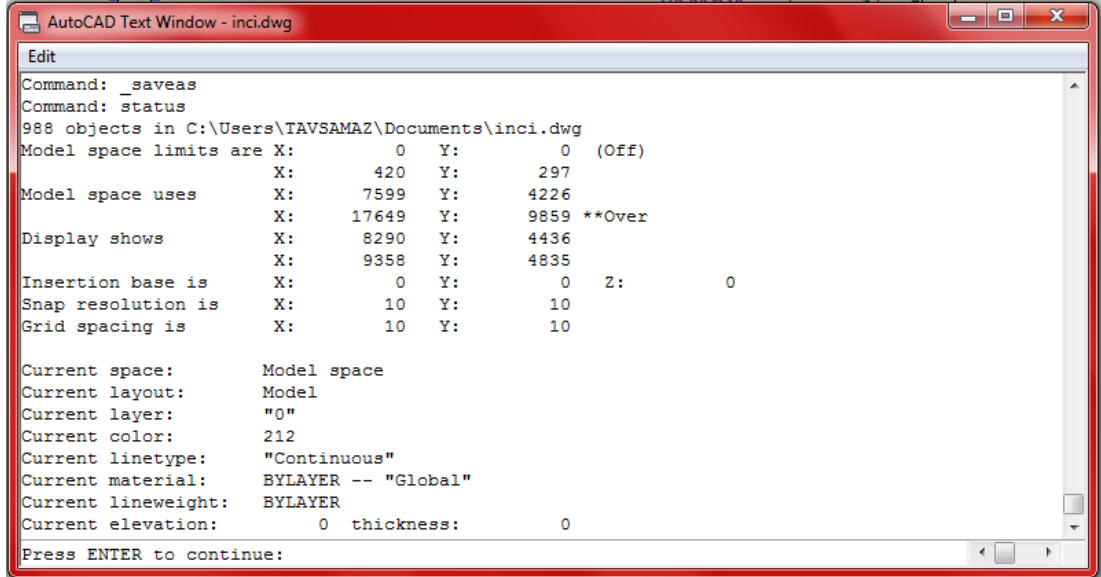 AutoCAD Text Window - inci.dwg
Edit
Command: _saveas
Command: status
988 objects in C:\Users\TAVSAMAZ\Documents\inci.dwg
Model space limits are X: 0 Y: 0 (Off)
X: 420 Y: 297
Model space uses X: 7599 Y: 4226
X: 17649 Y: 9859 **Over
Display shows X: 8290 Y: 4436
X: 9358 Y: 4835
Insertion base is X: 0 Y: 0 Z: 0
Snap resolution is X: 10 Y: 10
Grid spacing is X: 10 Y: 10
Current space: Model space
Current layout: Model
Current layer: "0"
Current color: 212
Current linetype: "Continuous"
Current material: BYLAYER -- "Global"
Current lineweight: BYLAYER
Current elevation: 0 thickness: 0
Press ENTER to continue: